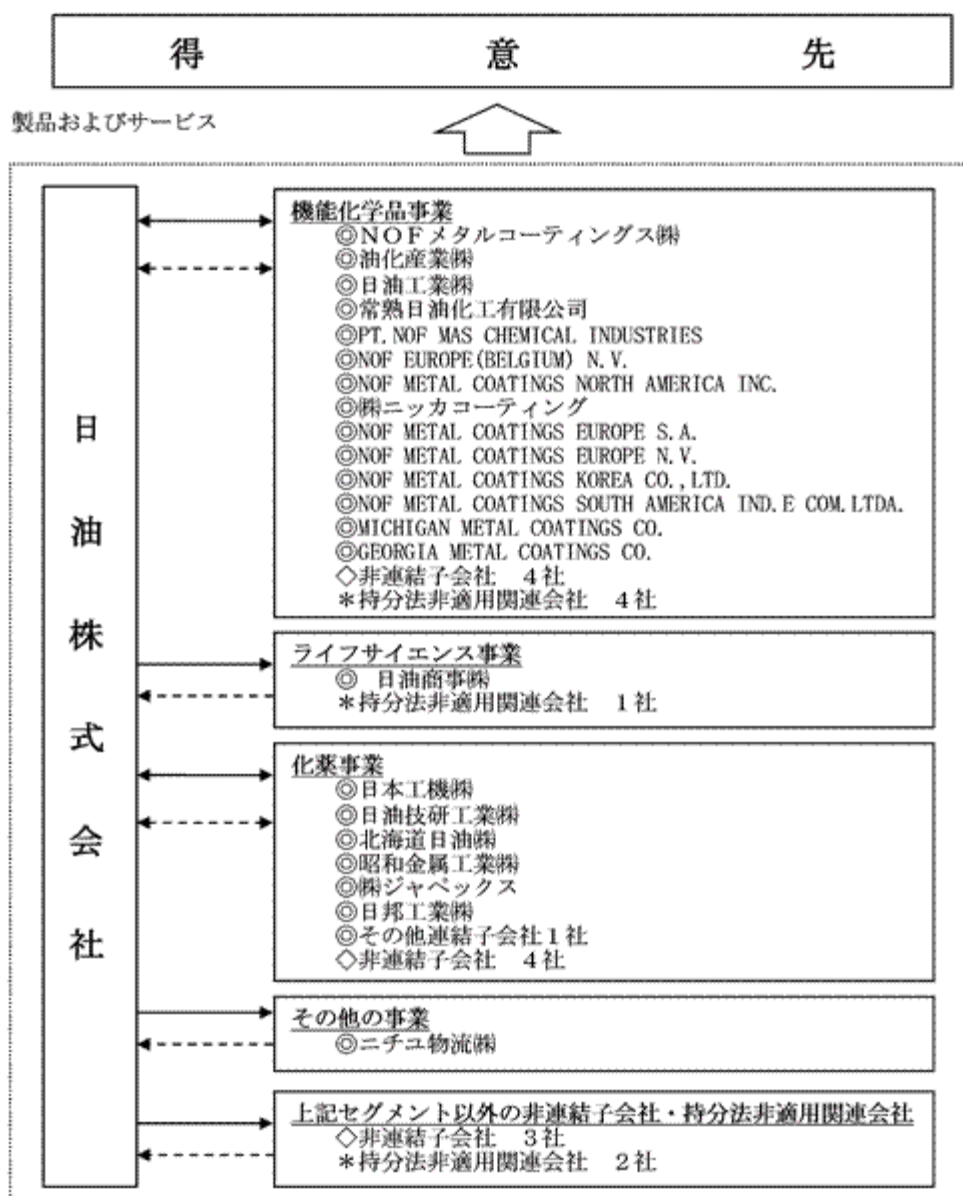 得意先
製品およびサービス
日油株式会社
機能化学品事業
◎NOFメタルコーティングス㈱
◎油化産業㈱
◎日油工業㈱
◎常熟日油化工有限公司
◎PT.NOF MAS CHEMICAL INDUSTRIES
◎NOF EUROPE(BELGIUM) N.V.
◎NOF METAL COATINGS NORTH AMERICA INC.
◎㈱ニッカコーティング
◎NOF METAL COATINGS EUROPE S.A.
◎NOF METAL COATINGS EUROPE N.V.
◎NOF METAL COATINGS KOREA CO.,LTD.
◎NOF METAL COATINGS SOUTH AMERICA IND.E COM.LTDA.
◎MICHIGAN METAL COATINGS CO.
◎GEORGIA METAL COATINGS CO.
◇非連結子会社 4社
*持分法非適用関連会社 4社
ライフサイエンス事業
◎ 日油商事㈱
*持分法非適用関連会社 1社
化薬事業
◎日本工機㈱
◎日油技研工業㈱
◎北海道日油㈱
◎昭和金属工業㈱
◎㈱ジャペックス
◎日邦工業㈱
◎その他連結子会社1社
◇非連結子会社 4社
その他の事業
◎ニチユ物流㈱
上記セグメント以外の非連結子会社・持分法非適用関連会社
◇非連結子会社 3社
*持分法非適用関連会社 2社